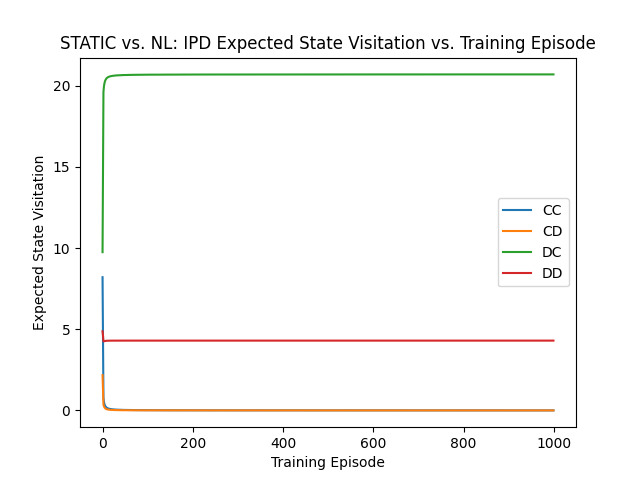 STATIC vs. NL: IPD Expected State Visitation vs. Training Episode
Expected State Visitation
20
15
10
5
0
CC
CD
DC
DD
0 200 400 600 800 1000
Training Episode